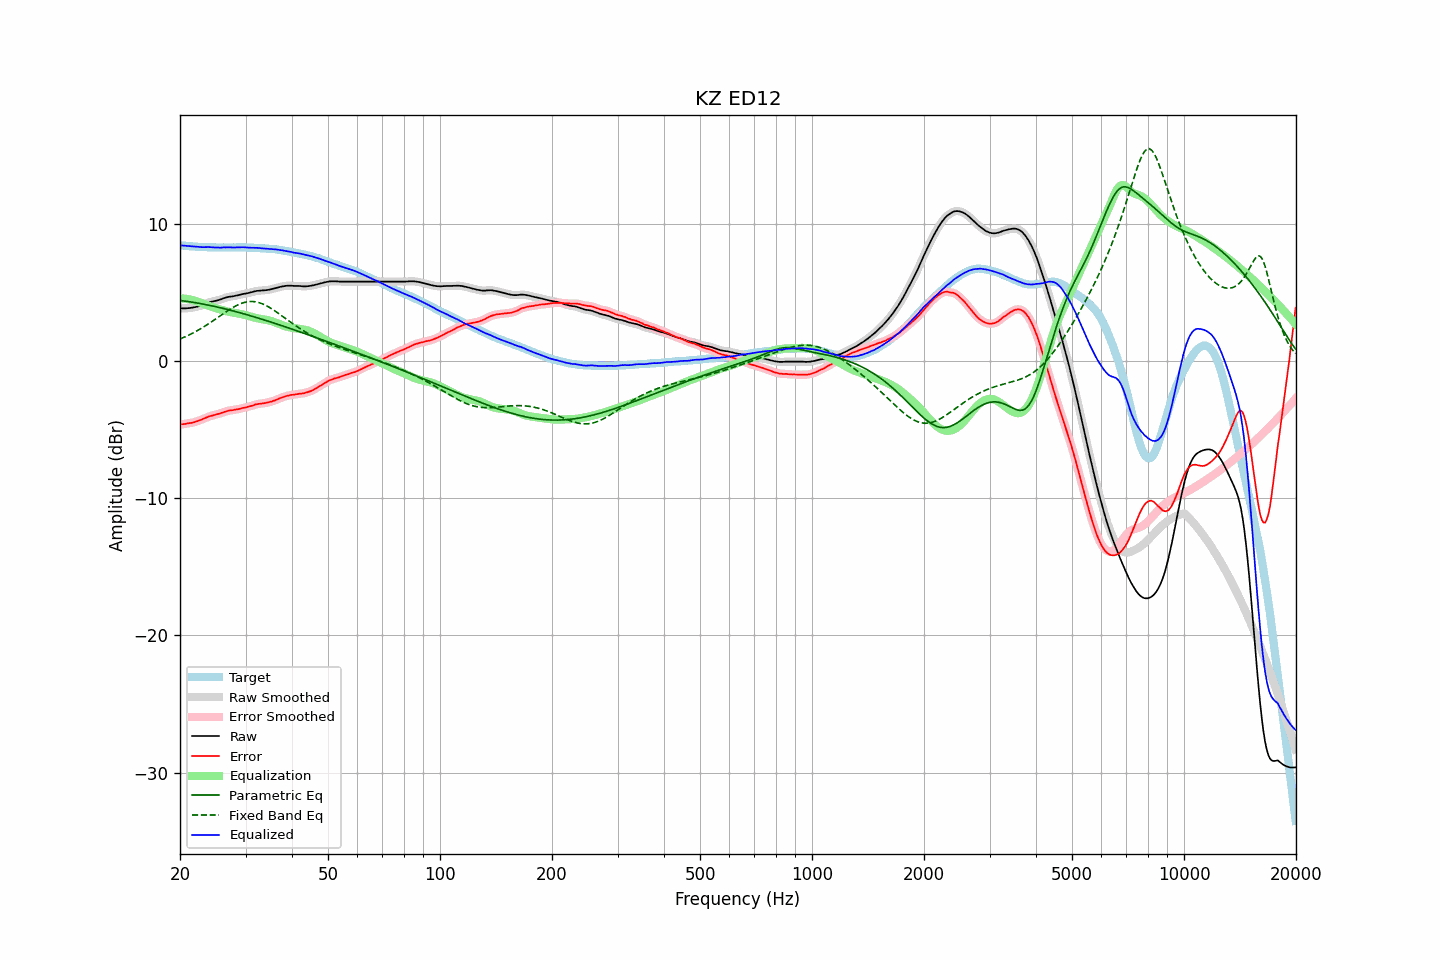 KZ ED12
Amplitude (dBr)
10
0
−10
−20
−30
Target
Raw Smoothed
Error Smoothed
Raw
Error
Equalization
Parametric Eq
Fixed Band Eq
Equalized
20 50 100 200 500 1000 2000 5000 10000 20000
Frequency (Hz)